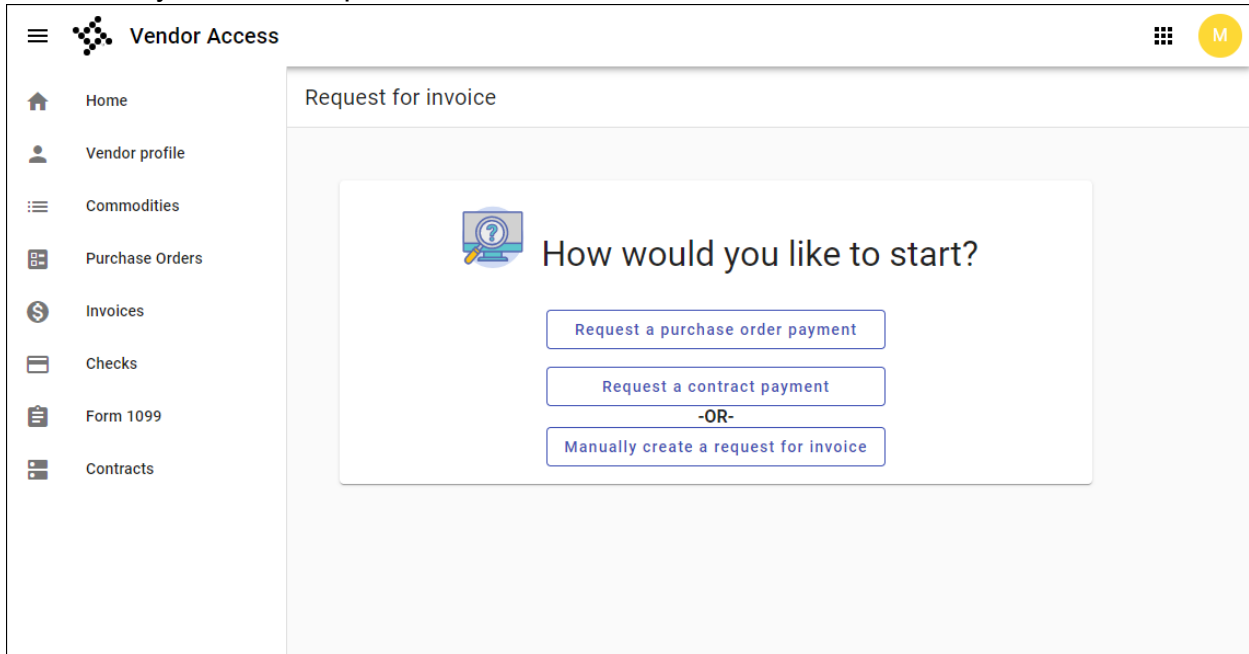 Vendor Access
M
Home
Vendor profile
Commodities
Purchase Orders
Invoices
Checks
Form 1099
Contracts
Request for invoice
How would you like to start?
Request a purchase order payment
Request a contract payment
-OR-
Manually create a request for invoice